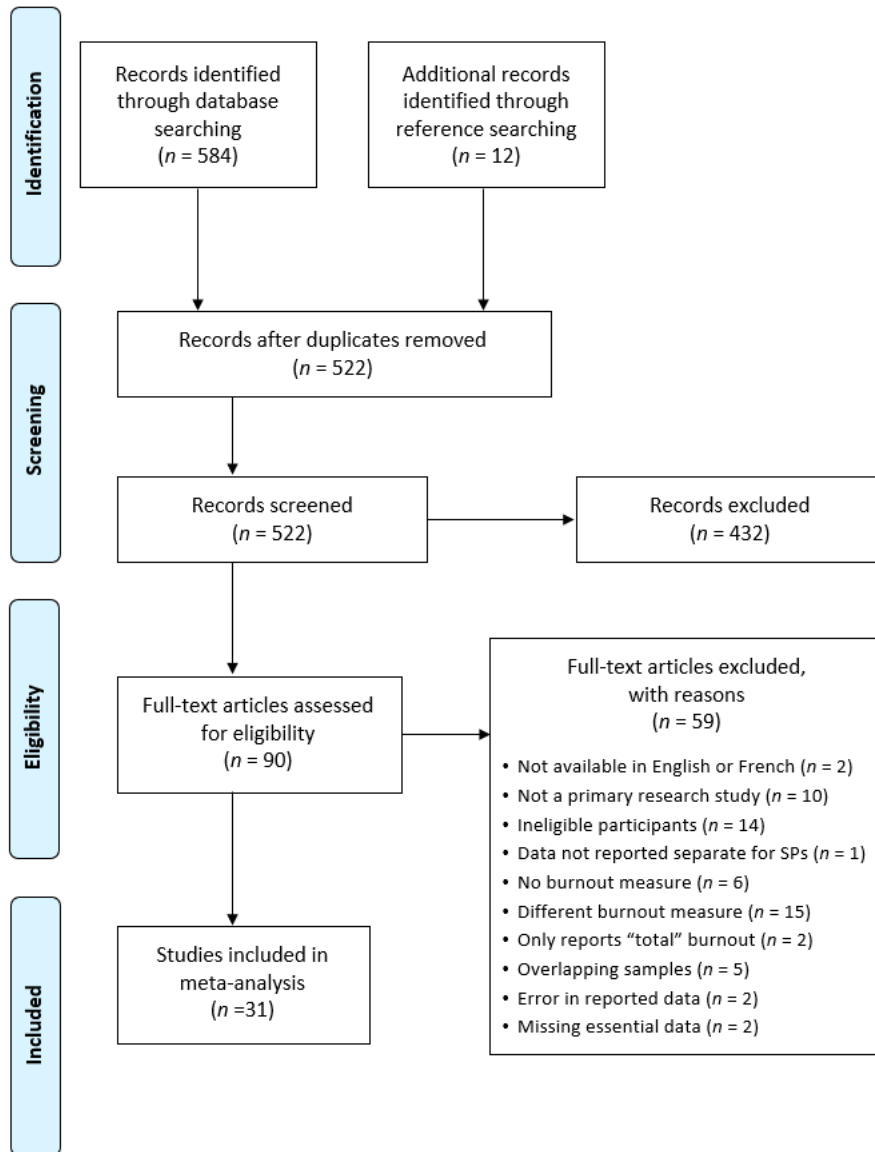 Identification
Records identified
through database
searching
(n = 584)
Additional records
identified through
reference searching
(n = 12)
Screening
Records after duplicates removed
(n = 522)
Records screened
(n = 522)
Records excluded
(n = 432)
Eligibility
Full-text articles assessed
for eligibility
(n = 90)
Full-text articles excluded,
with reasons
(n = 59)
• Not available in English or French (n = 2)
• Not a primary research study (n = 10)
• Ineligible participants (n = 14)
• Data not reported separate for SPs (n = 1)
• No burnout measure (n = 6)
• Different burnout measure (n = 15)
• Only reports “total” burnout (n = 2)
• Overlapping samples (n = 5)
• Error in reported data (n = 2)
• Missing essential data (n = 2)
Included
Studies included in
meta-analysis
(n =31)